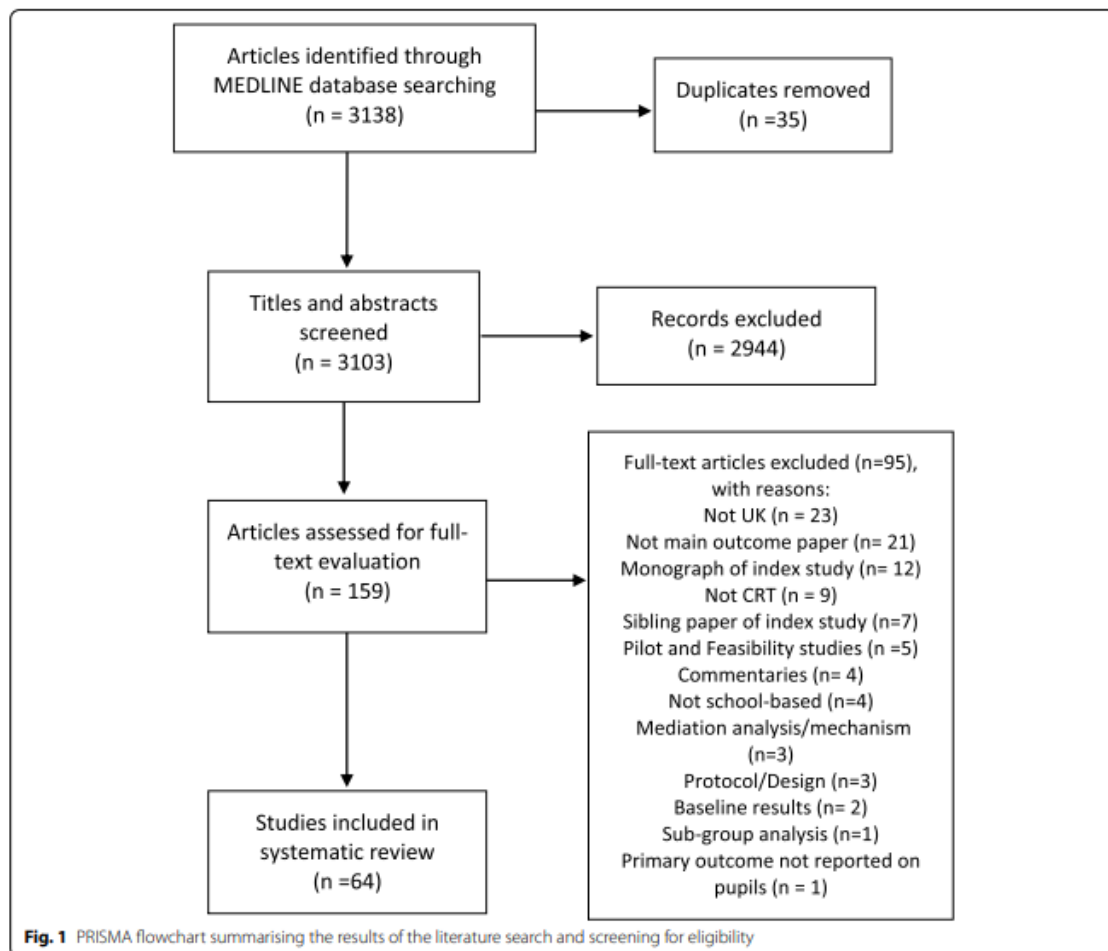 Articles identified through
MEDLINE database searching
(n = 3138)
Duplicates removed
(n =35)
Titles and abstracts
screened
(n = 3103)
Records excluded
(n = 2944)
Articles assessed for full-
text evaluation
(n = 159)
Full-text articles excluded (n=95),
with reasons:
Not UK (n = 23)
Not main outcome paper (n= 21)
Monograph of index study (n= 12)
Not CRT (n = 9)
Sibling paper of index study (n=7)
Pilot and Feasibility studies (n =5)
Commentaries (n= 4)
Not school-based (n=4)
Mediation analysis/mechanism
(n=3)
Protocol/Design (n=3)
Baseline results (n= 2)
Sub-group analysis (n=1)
Primary outcome not reported on
pupils (n = 1)
Studies included in
systematic review
(n =64)
Fig. 1 PRISMA flowchart summarising the results of the literature search and screening for eligibility